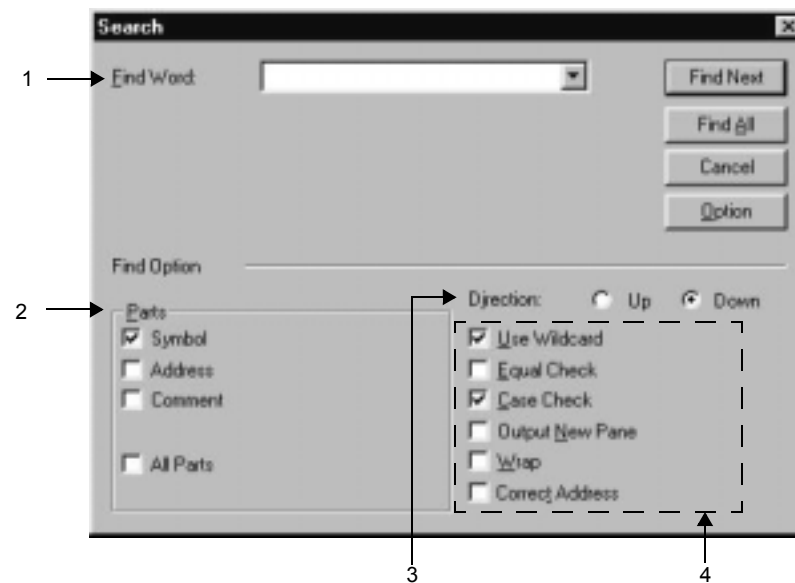 Search
1
Find Word:
Find Next
Find All
Cancel
Option
Find Option
2
Parts
Symbol
Address
Comment
All Parts
Direction:
Up
Down
Use Wildcard
Equal Check
Case Check
Output New Pane
Wrap
Correct Address
3
4